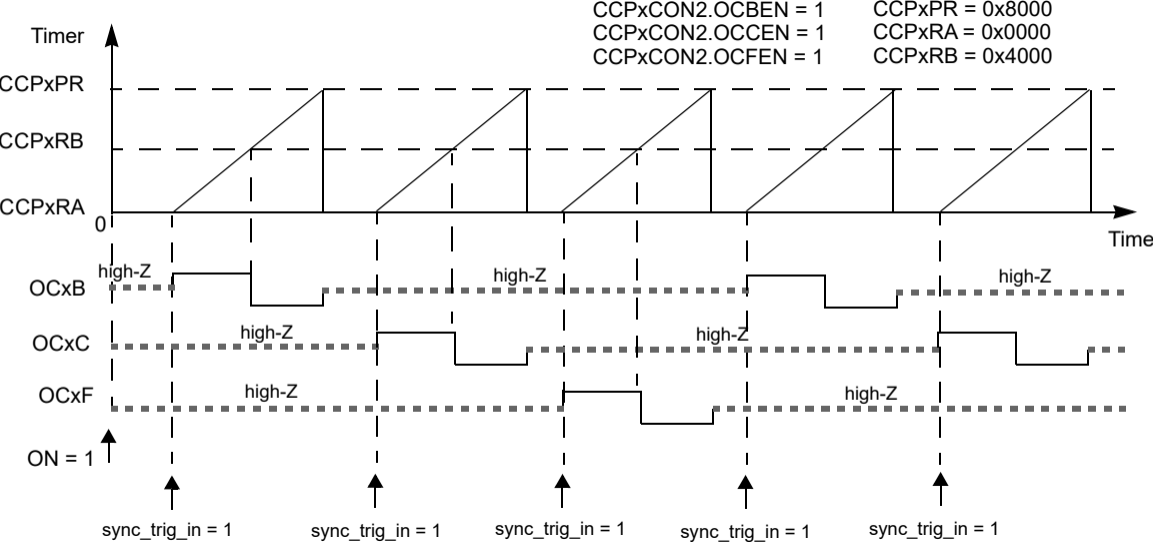 CCPxCON2.OCBEN = 1 CCPxPR = 0x8000
CCPxCON2.OCCEN = 1 CCPxRA = 0x0000
CCPxCON2.OCFEN = 1 CCPxRB = 0x4000
Timer
CCPxPR
CCPxRB
CCPxRA
0
Time
high-Z high-Z high-Z
OCxB
high-Z high-Z
OCxC
high-Z high-Z
OCxF
ON = 1
sync_trig_in = 1 sync_trig_in = 1 sync_trig_in = 1 sync_trig_in = 1 sync_trig_in = 1